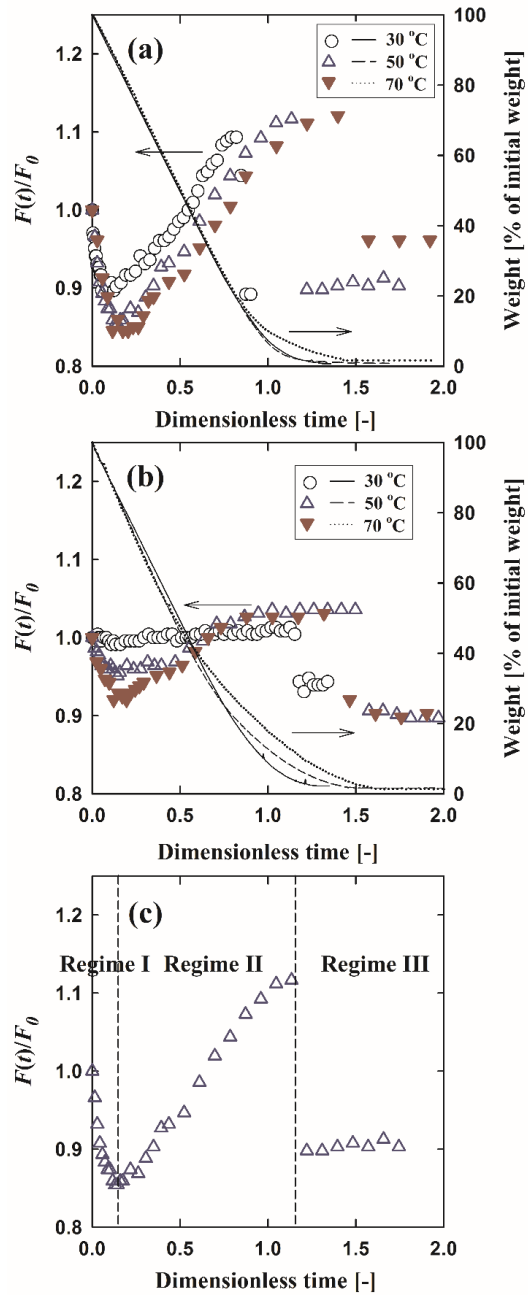 (a)
30 °C
50 °C
70 °C
1.2
1.1
1.0
0.9
0.8
100
80
60
40
20
0
F(t)/F0
Weight [% of initial weight]
0.0 0.5 1.0 1.5 2.0
Dimensionless time [-]
(b)
30 °C
50 °C
70 °C
1.2
1.1
1.0
0.9
0.8
100
80
60
40
20
0
F(t)/F0
Weight [% of initial weight]
0.0 0.5 1.0 1.5 2.0
Dimensionless time [-]
(c)
Regime I Regime II Regime III
1.2
1.1
1.0
0.9
0.8
F(t)/F0
0.0 0.5 1.0 1.5 2.0
Dimensionless time [-]